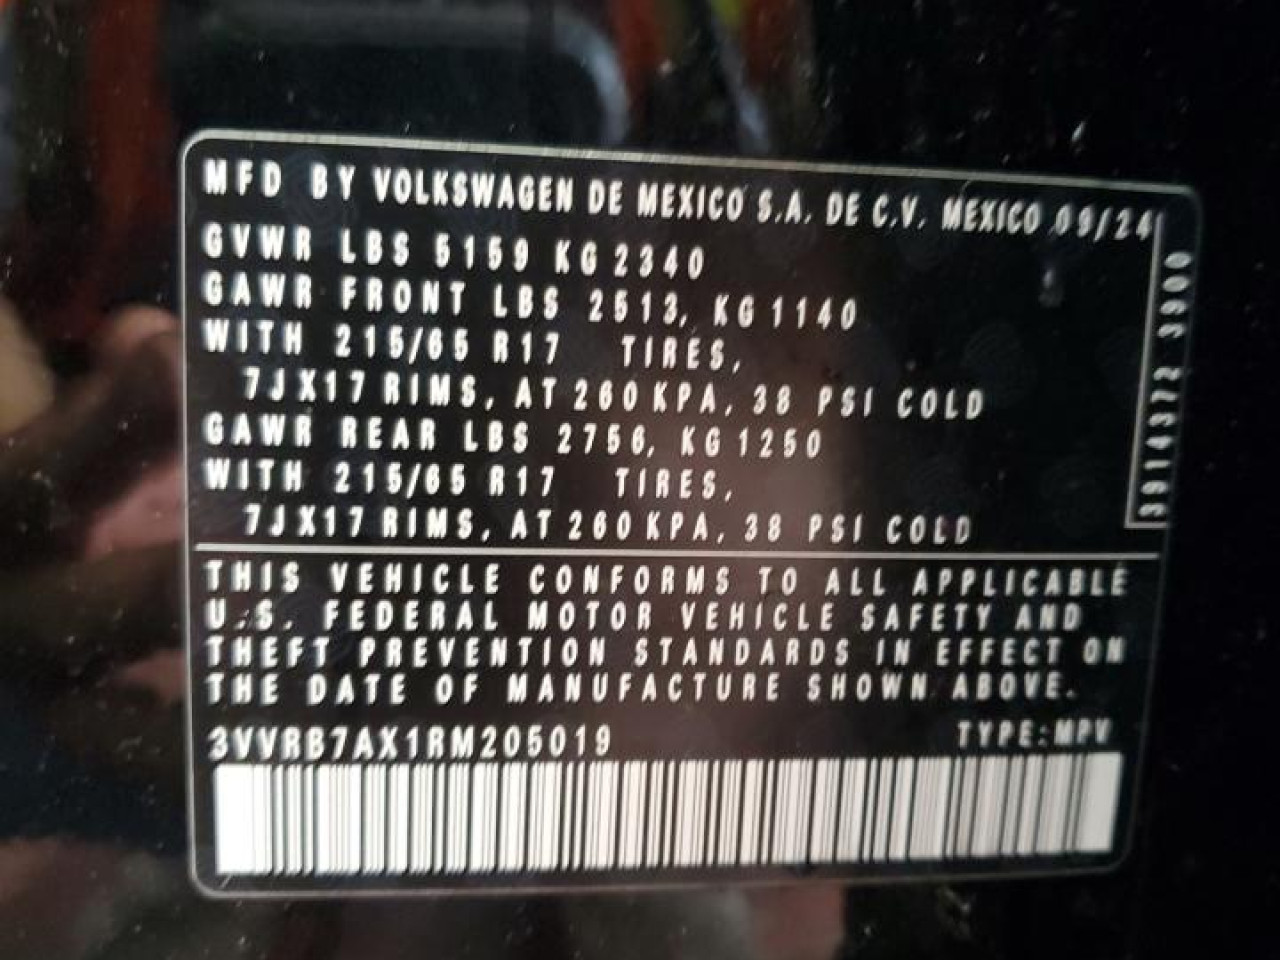 MFD BY VOLKSWAGEN DE MEXICO S.A. DE C.V. MEXICO 09/24
GVWR LBS 5159 KG 2340
GAWR FRONT LBS 2513, KG 1140
WITH 215/65 R17 TIRES,
7JX17 RIMS, AT 260 KPA, 38 PSI COLD
GAWR REAR LBS 2756, KG 1250
WITH 215/65 R17 TIRES,
7JX17 RIMS, AT 260 KPA, 38 PSI COLD
3914372 3900
THIS VEHICLE CONFORMS TO ALL APPLICABLE
U.S. FEDERAL MOTOR VEHICLE SAFETY AND
THEFT PREVENTION STANDARDS IN EFFECT ON
THE DATE OF MANUFACTURE SHOWN ABOVE.
3VVRB7AX1RM205019 TYPE:MPV